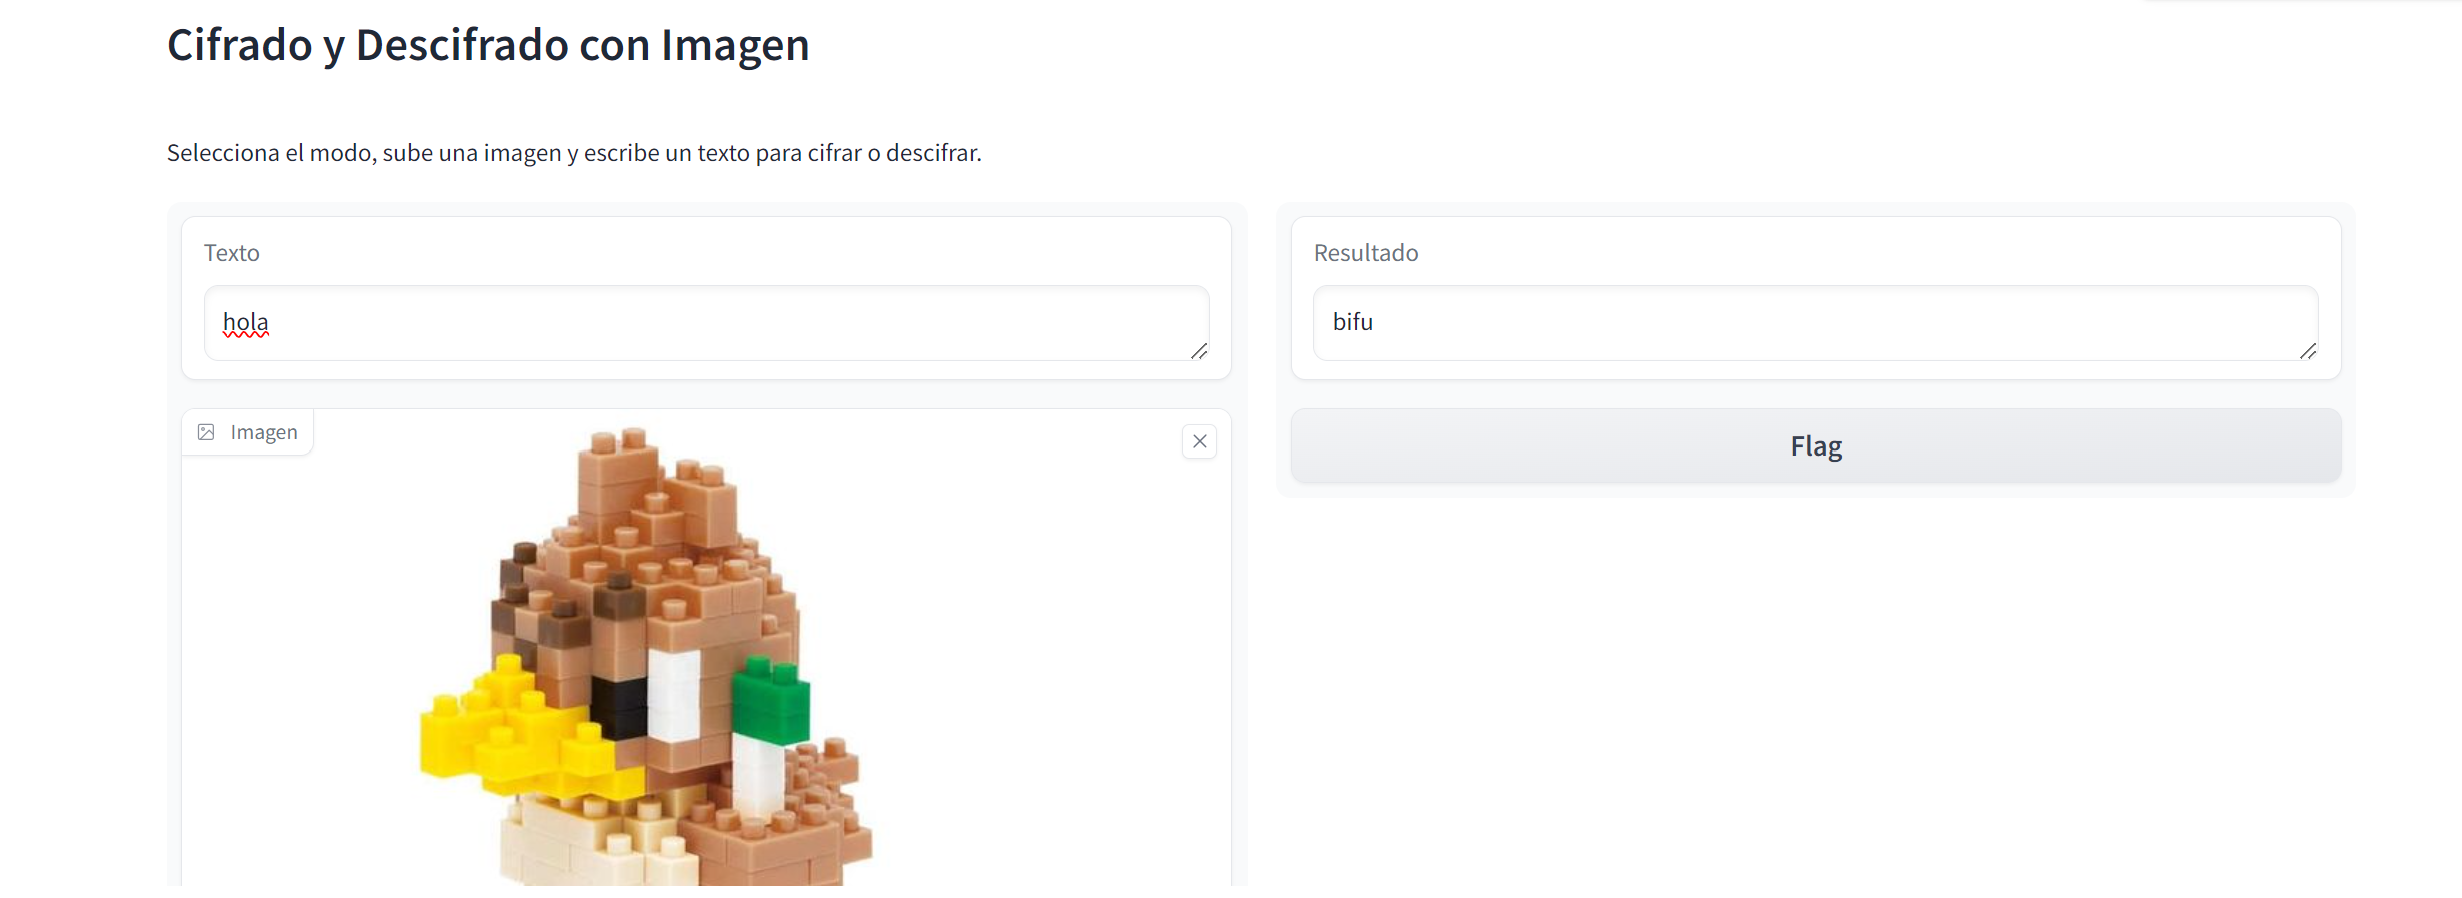 Cifrado y Descifrado con Imagen
Selecciona el modo, sube una imagen y escribe un texto para cifrar o descifrar.
Texto
hola
Imagen
Resultado
bifu
Flag